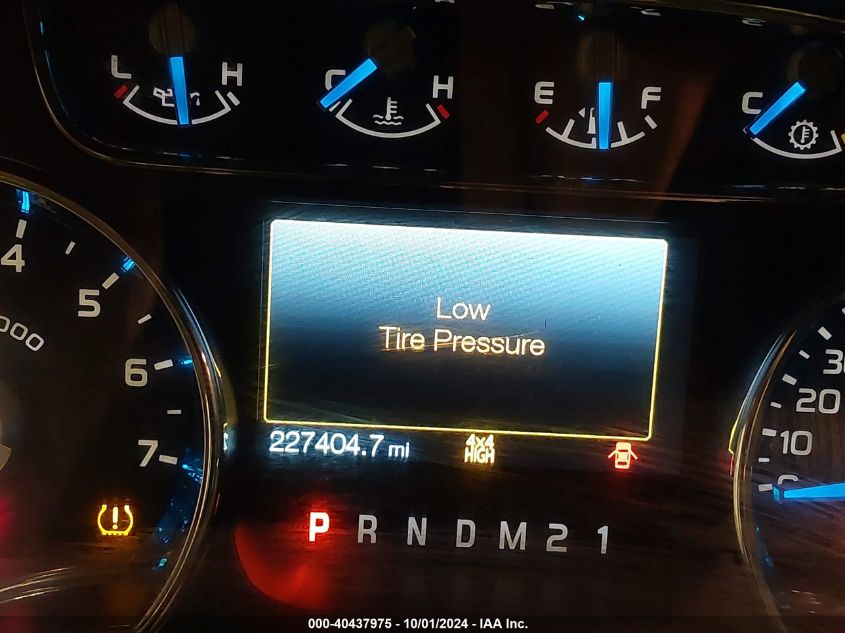 L H
C H
E F
C
4
5
6
7
000
Low
Tire Pressure
227404.7 mi
4x4
HIGH
P R N D M 2 1
20
10
000-40437975 - 10/01/2024 - IAA Inc.